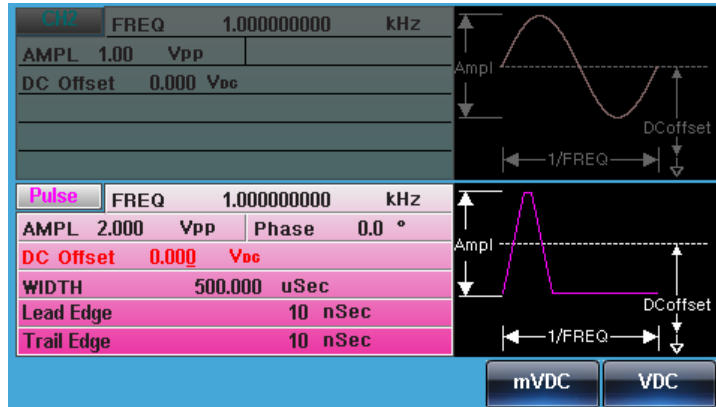 CH2 FREQ 1.000000000 kHz
AMPL 1.00 Vpp
DC Offset 0.000 VDC
Ampl
DCoffset
1/FREQ
Pulse FREQ 1.000000000 kHz
AMPL 2.000 Vpp Phase 0.0 °
DC Offset 0.000 VDC
WIDTH 500.000 uSec
Lead Edge 10 nSec
Trail Edge 10 nSec
Ampl
DCoffset
1/FREQ
mVDC VDC